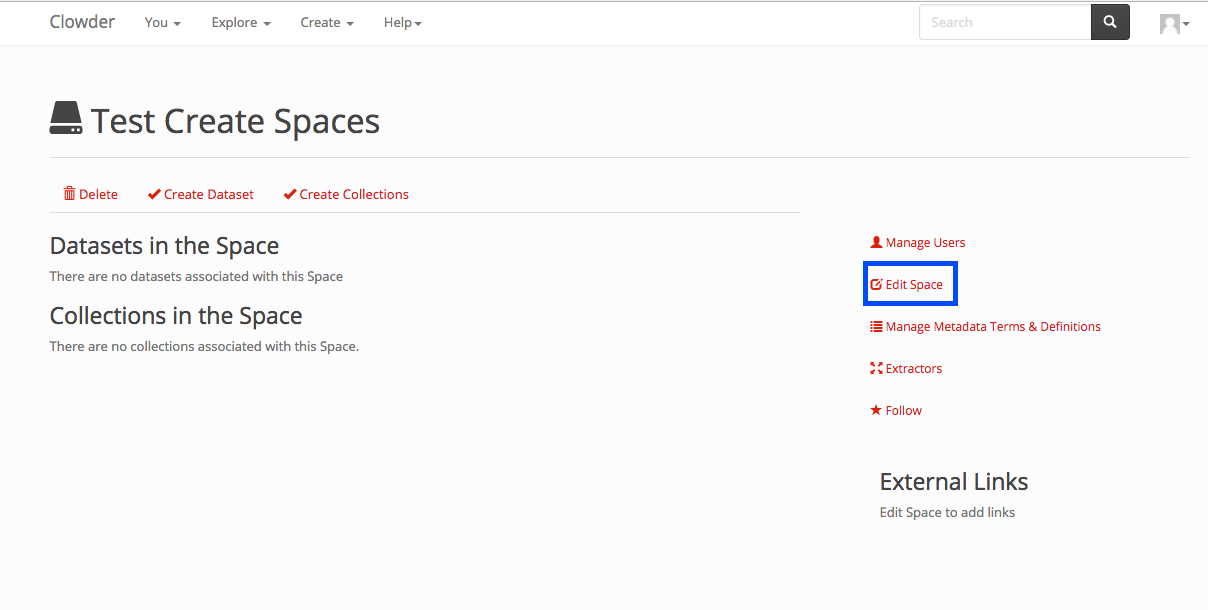 Clowder You Explore Create Help Search
Test Create Spaces
Delete Create Dataset Create Collections
Datasets in the Space
There are no datasets associated with this Space
Collections in the Space
There are no collections associated with this Space.
Manage Users
Edit Space
Manage Metadata Terms & Definitions
Extractors
Follow
External Links
Edit Space to add links